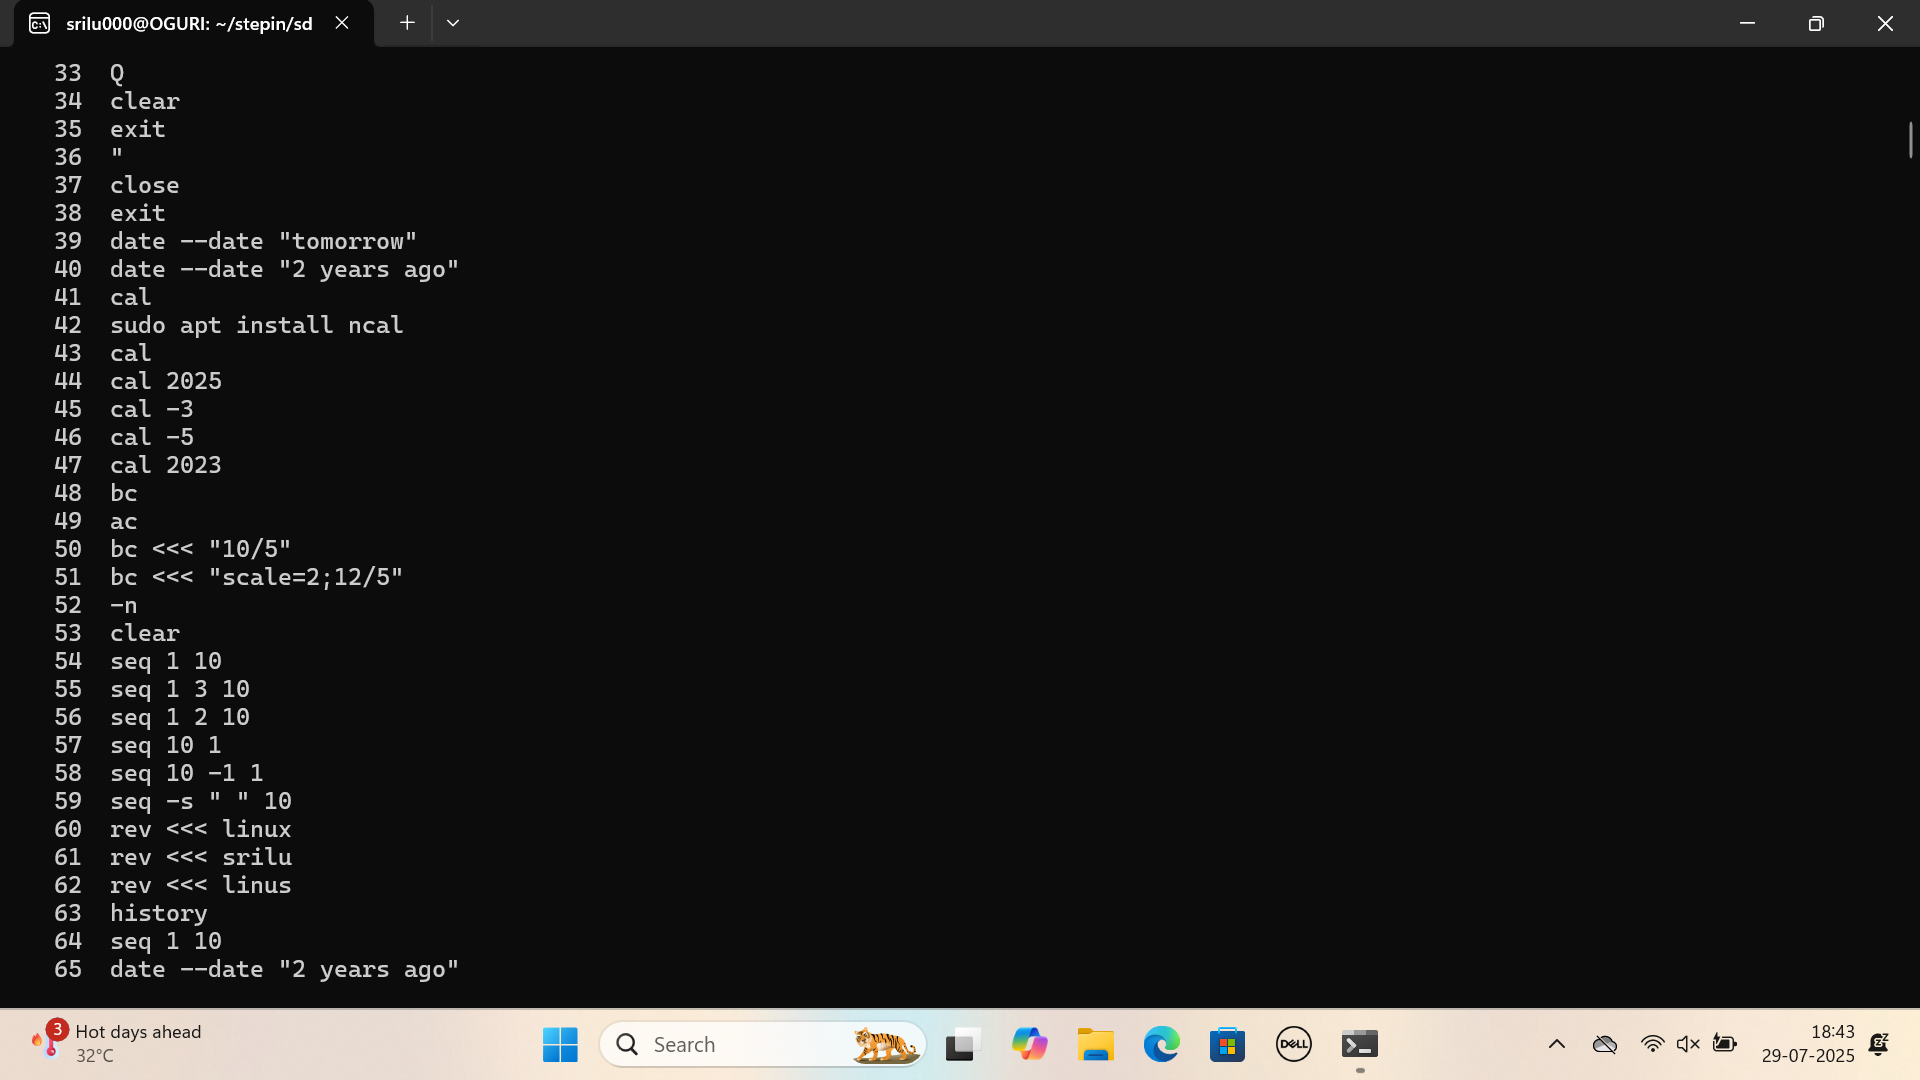 srilu000@OGURI: ~/stepin/sd
33 Q
34 clear
35 exit
36 "
37 close
38 exit
39 date --date "tomorrow"
40 date --date "2 years ago"
41 cal
42 sudo apt install ncal
43 cal
44 cal 2025
45 cal -3
46 cal -5
47 cal 2023
48 bc
49 ac
50 bc <<< "10/5"
51 bc <<< "scale=2;12/5"
52 -n
53 clear
54 seq 1 10
55 seq 1 3 10
56 seq 1 2 10
57 seq 10 1
58 seq 10 -1 1
59 seq -s " " 10
60 rev <<< linux
61 rev <<< srilu
62 rev <<< linus
63 history
64 seq 1 10
65 date --date "2 years ago"
3
Hot days ahead
32°C
Search
DELL
18:43
29-07-2025